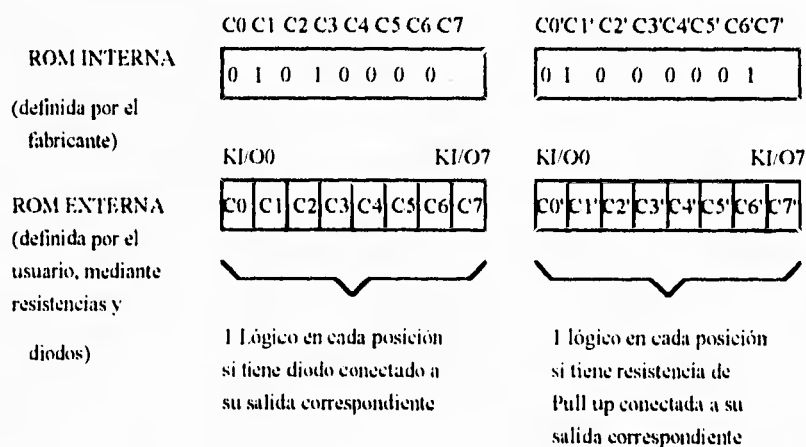 C0 C1 C2 C3 C4 C5 C6 C7
C0'C1' C2' C3'C4'C5' C6'C7'
ROM INTERNA
0 1 0 1 0 0 0 0
0 1 0 0 0 0 0 1
(definida por el
fabricante)
KI/O0 KI/O7
KI/O0 KI/O7
ROM EXTERNA
C0 C1 C2 C3 C4 C5 C6 C7
C0' C1' C2' C3' C4' C5' C6' C7'
(definida por el
usuario, mediante
resistencias y
diodos)
1 Lógico en cada posición
si tiene diodo conectado a
su salida correspondiente
1 lógico en cada posición
si tiene resistencia de
Pull up conectada a su
salida correspondiente